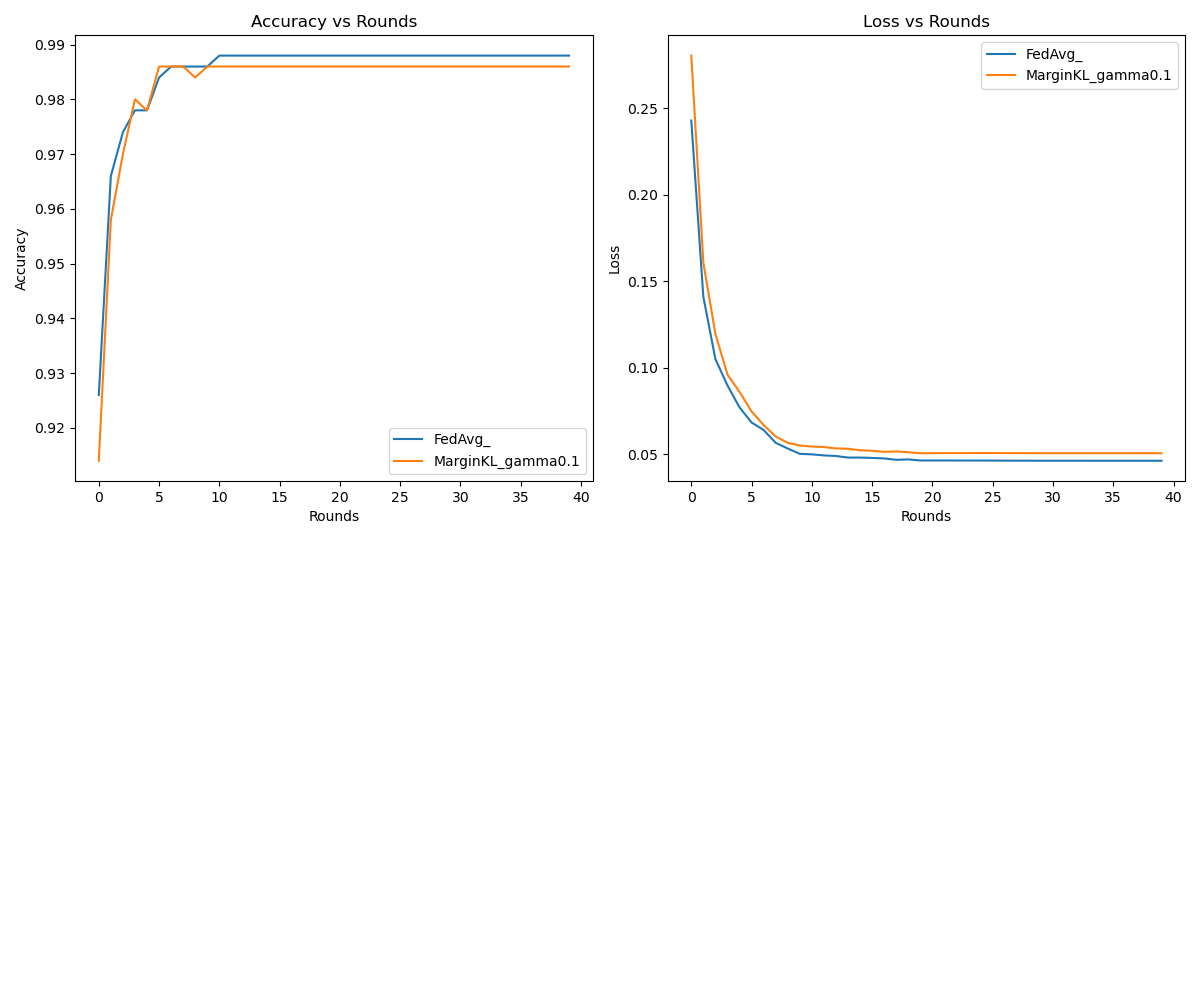 Accuracy vs Rounds
0.99
0.98
0.97
0.96
0.95
0.94
0.93
0.92
Accuracy
FedAvg_
MarginKL_gamma0.1
0 5 10 15 20 25 30 35 40
Rounds
Loss vs Rounds
FedAvg_
MarginKL_gamma0.1
0.25
0.20
0.15
0.10
0.05
Loss
0 5 10 15 20 25 30 35 40
Rounds